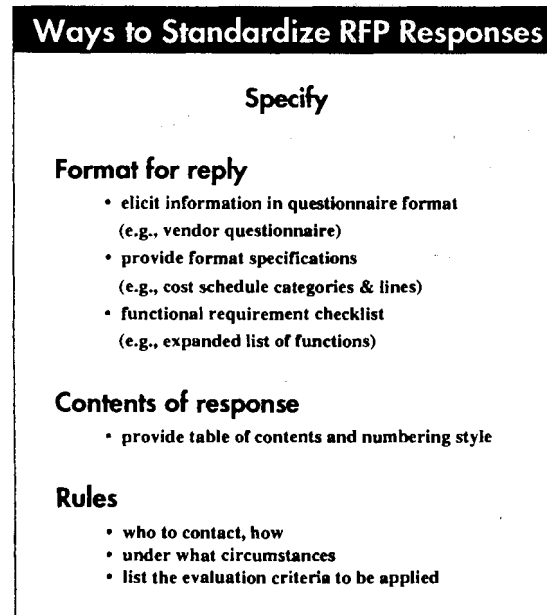 Ways to Standardize RFP Responses
Specify
Format for reply
• elicit information in questionnaire format
(e.g., vendor questionnaire)
• provide format specifications
(e.g., cost schedule categories & lines)
• functional requirement checklist
(e.g., expanded list of functions)
Contents of response
• provide table of contents and numbering style
Rules
• who to contact, how
• under what circumstances
• list the evaluation criteria to be applied